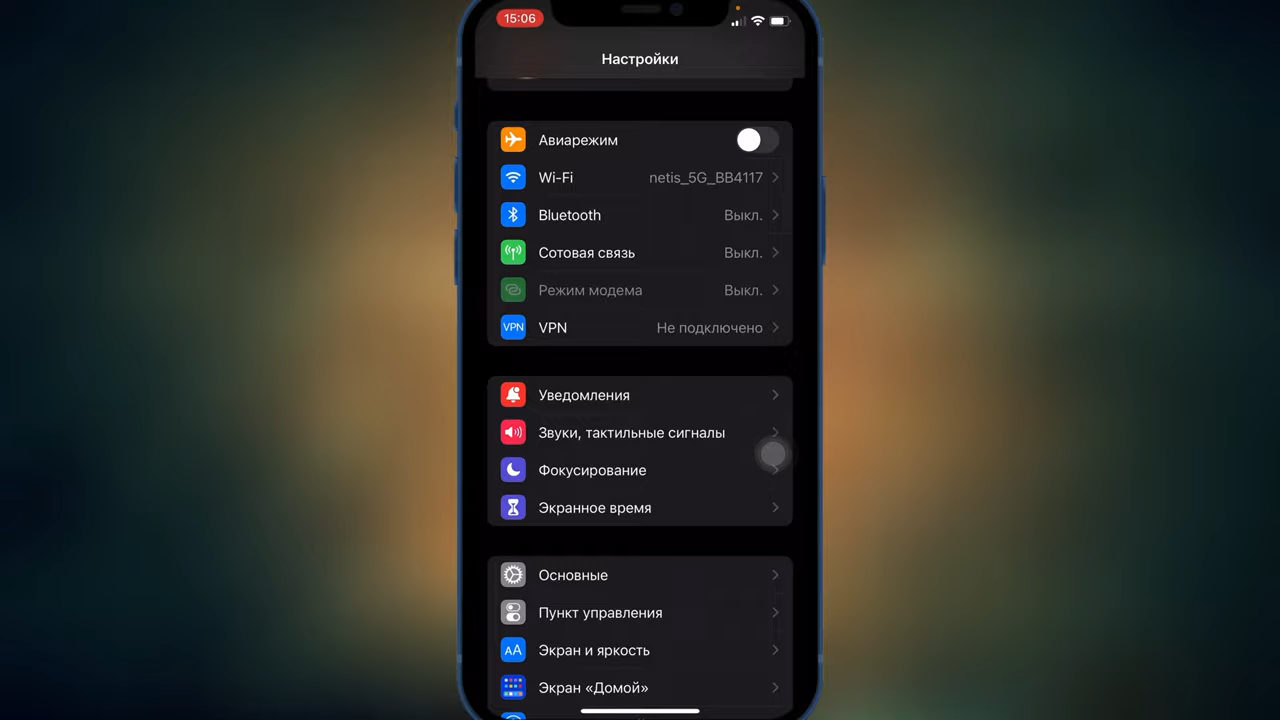 15:06
Настройки
Авиарежим
Wi-Fi netis_5G_BB4117
Bluetooth Выкл.
Сотовая связь Выкл.
Режим модема Выкл.
VPN VPN Не подключено
Уведомления
Звуки, тактильные сигналы
Фокусирование
Экранное время
Основные
Пункт управления
AA Экран и яркость
Экран «Домой»